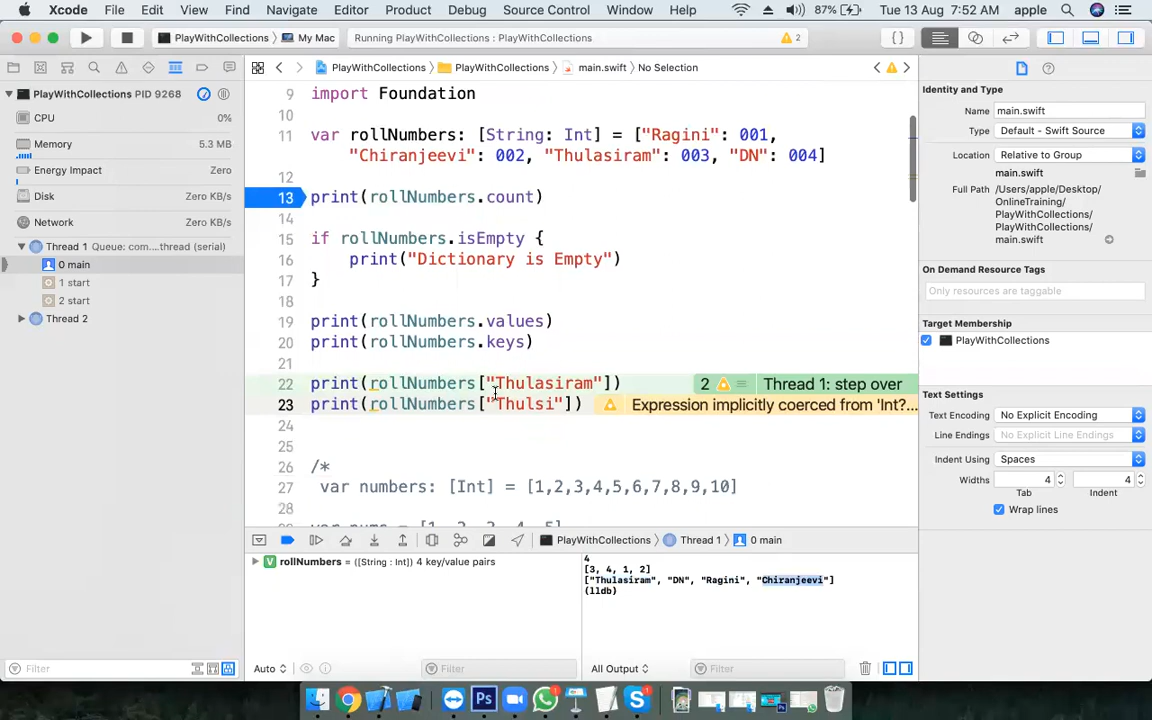 Xcode File Edit View Find Navigate Editor Product Debug Source Control Window Help 87% Tue 13 Aug 7:52 AM apple
PlayWithCollections My Mac Running PlayWithCollections : PlayWithCollections 2 { }
PlayWithCollections PlayWithCollections main.swift No Selection
PlayWithCollections PID 9268
CPU 0%
Memory 5.3 MB
Energy Impact Zero
Disk Zero KB/s
Network Zero KB/s
Thread 1 Queue: com....thread (serial)
0 main
1 start
2 start
Thread 2
Filter
9 import Foundation
10
11 var rollNumbers: [String: Int] = ["Ragini": 001,
"Chiranjeevi": 002, "Thulasiram": 003, "DN": 004]
12
13 print(rollNumbers.count)
14
15 if rollNumbers.isEmpty {
16 print("Dictionary is Empty")
17 }
18
19 print(rollNumbers.values)
20 print(rollNumbers.keys)
21
22 print(rollNumbers["Thulasiram"]) 2 Thread 1: step over
23 print(rollNumbers["Thulsi"]) Expression implicitly coerced from 'Int?...
24
25
26 /*
27 var numbers: [Int] = [1,2,3,4,5,6,7,8,9,10]
28
var nums = [1, 2, 3, 4, 5]
PlayWithCollections Thread 1 0 main
rollNumbers = ([String : Int]) 4 key/value pairs
Auto Filter
4
[3, 4, 1, 2]
["Thulasiram", "DN", "Ragini", "Chiranjeevi"]
(lldb)
All Output Filter
Identity and Type
Name main.swift
Type Default - Swift Source
Location Relative to Group
main.swift
Full Path /Users/apple/Desktop/
OnlineTraining/
PlayWithCollections/
PlayWithCollections/
main.swift
On Demand Resource Tags
Only resources are taggable
Target Membership
PlayWithCollections
Text Settings
Text Encoding No Explicit Encoding
Line Endings No Explicit Line Endings
Indent Using Spaces
Widths 4 4
Tab Indent
Wrap lines